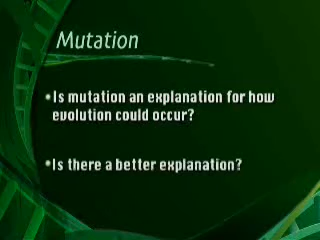 Mutation
• Is mutation an explanation for how
evolution could occur?
• Is there a better explanation?